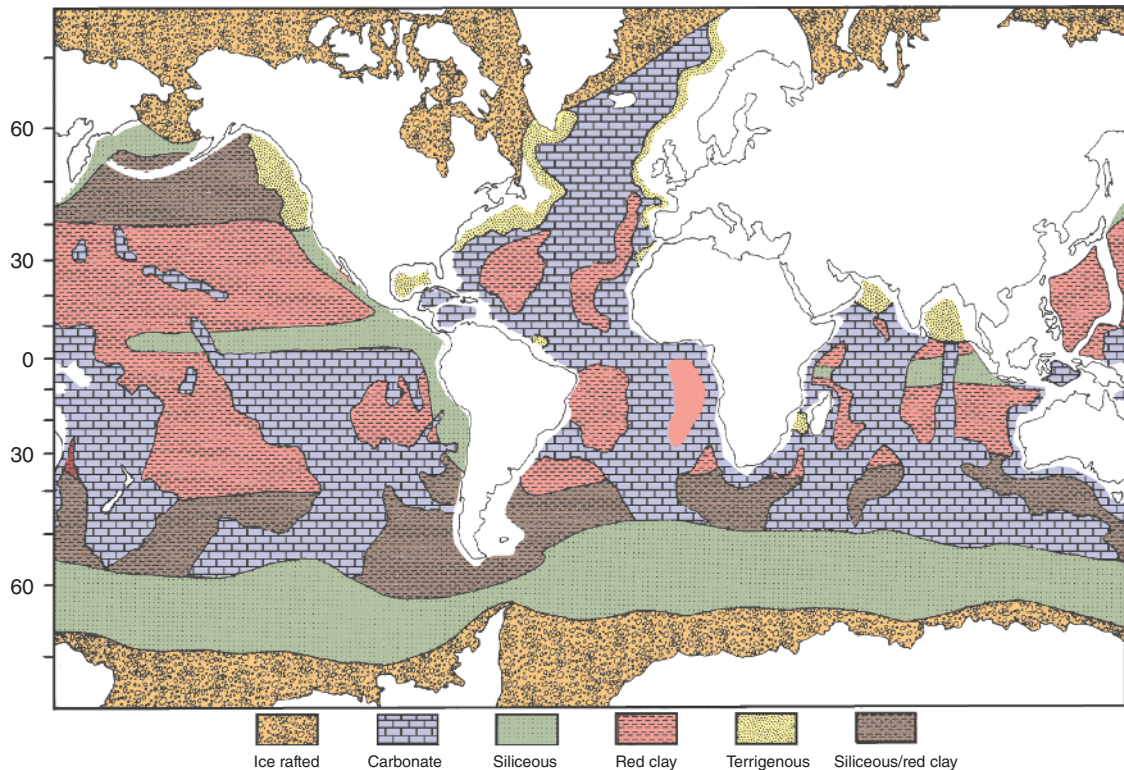 60
30
0
30
60
Ice rafted
Carbonate
Siliceous
Red clay
Terrigenous
Siliceous/red clay